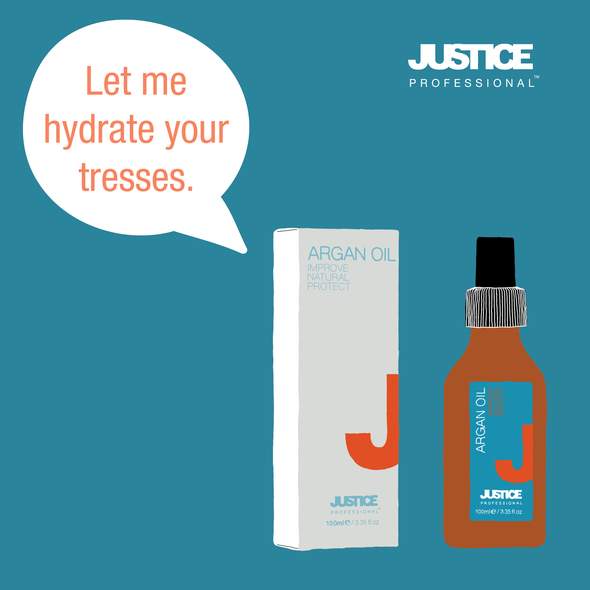 Let me
hydrate your
tresses.
JUSTICE
PROFESSIONAL™
ARGAN OIL
IMPROVE
NATURAL
PROTECT
J
JUSTICE
PROFESSIONAL
100ml ℮ / 3.35 fl oz
ARGAN OIL
J
JUSTICE
PROFESSIONAL
100ml ℮ / 3.35 fl oz